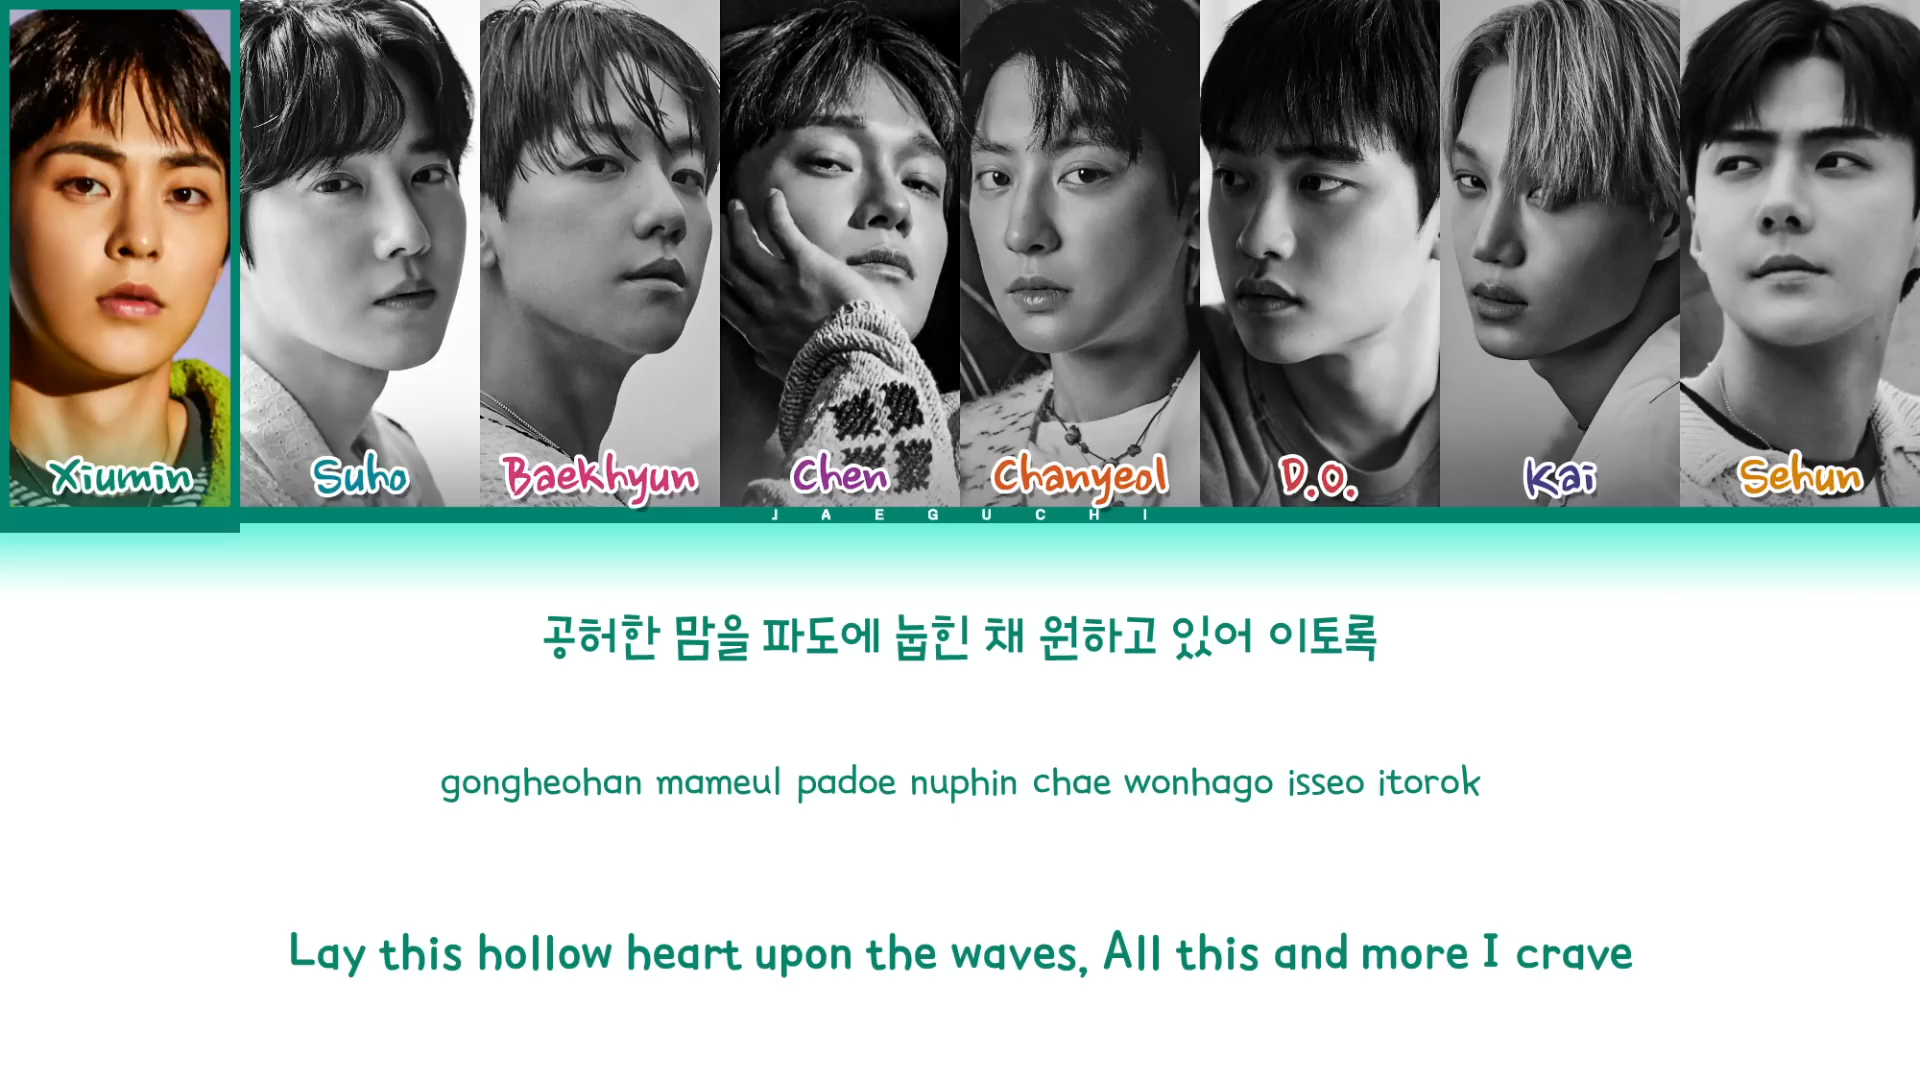 Xiumin Suho Baekhyun Chen Chanyeol D.O. Kai Sehun
JAEGUCHI
공허한 맘을 파도에 눕힌 채 원하고 있어 이토록
gongheohan mameul padoe nuphin chae wonhago isseo itorok
Lay this hollow heart upon the waves, All this and more I crave